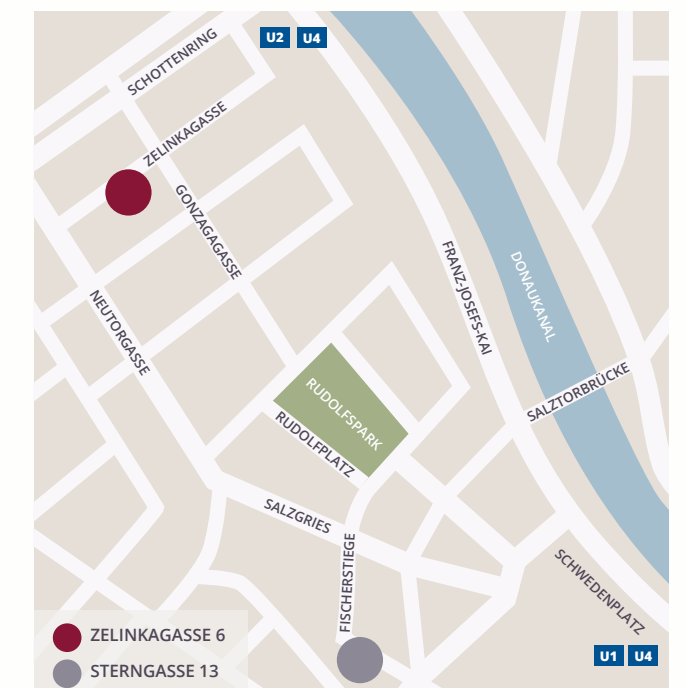 U2 U4
SCHOTTENRING
ZELINKAGASSE
GONZAGAGASSE
FRANZ-JOSEFS-KAI
DONAUKANAL
NEUTORGASSE
SALZTORBRÜCKE
RUDOLFSPARK
RUDOLFPLATZ
SALZGRIES
FISCHERSTIEGE
SCHWEDENPLATZ
ZELINKAGASSE 6
U1 U4
STERNGASSE 13